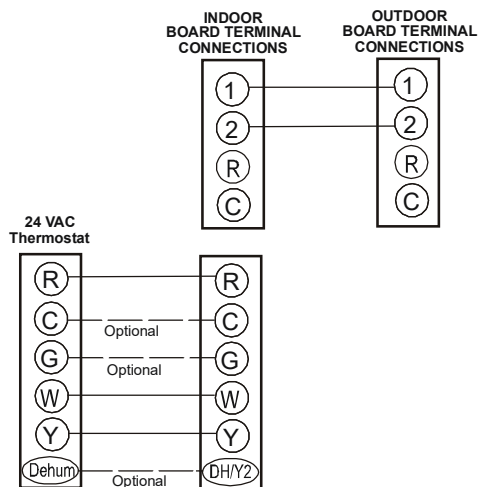 INDOOR
BOARD TERMINAL
CONNECTIONS
OUTDOOR
BOARD TERMINAL
CONNECTIONS
1 1
2 2
R R
C C
24 VAC
Thermostat
R R
C C
Optional
G G
Optional
W W
Y Y
Dehum DH/Y2
Optional